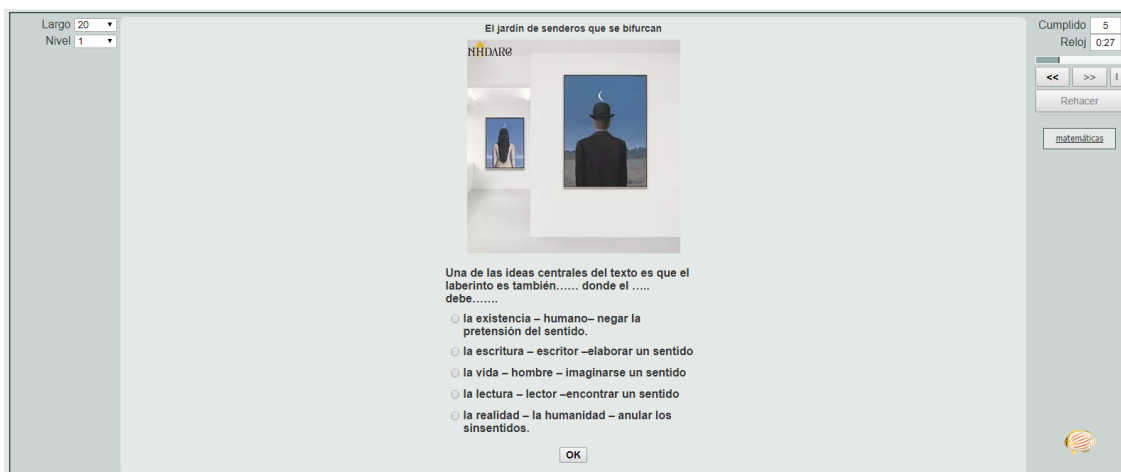 Largo 20
Nivel 1
El jardín de senderos que se bifurcan
NHDARG
Una de las ideas centrales del texto es que el
laberinto es también…… donde el …..
debe…….
la existencia – humano– negar la
pretensión del sentido.
la escritura – escritor –elaborar un sentido
la vida – hombre – imaginarse un sentido
la lectura – lector –encontrar un sentido
la realidad – la humanidad – anular los
sinsentidos.
OK
Cumplido 5
Reloj 0:27
<< >>
Rehacer
matemáticas